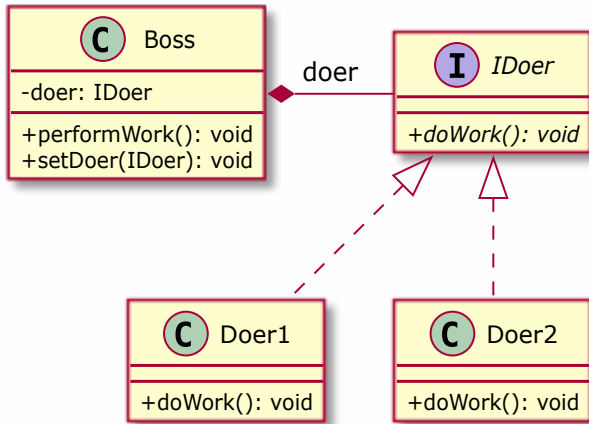 C Boss
-doer: IDoer
+performWork(): void
+setDoer(IDoer): void
doer
I IDoer
+doWork(): void
C Doer1
+doWork(): void
C Doer2
+doWork(): void